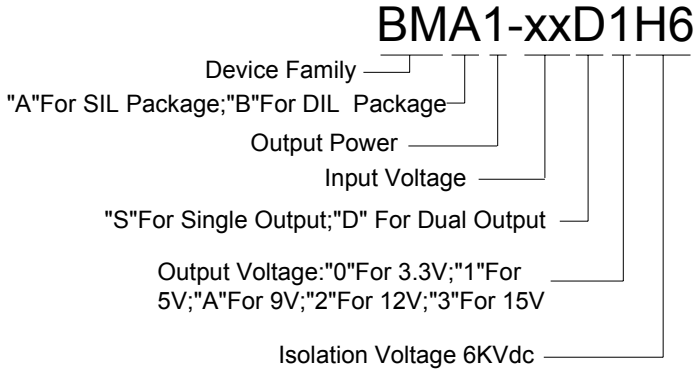 BMA1-xxD1H6
Device Family
"A"For SIL Package;"B"For DIL Package
Output Power
Input Voltage
"S"For Single Output;"D" For Dual Output
Output Voltage:"0"For 3.3V;"1"For
5V;"A"For 9V;"2"For 12V;"3"For 15V
Isolation Voltage 6KVdc